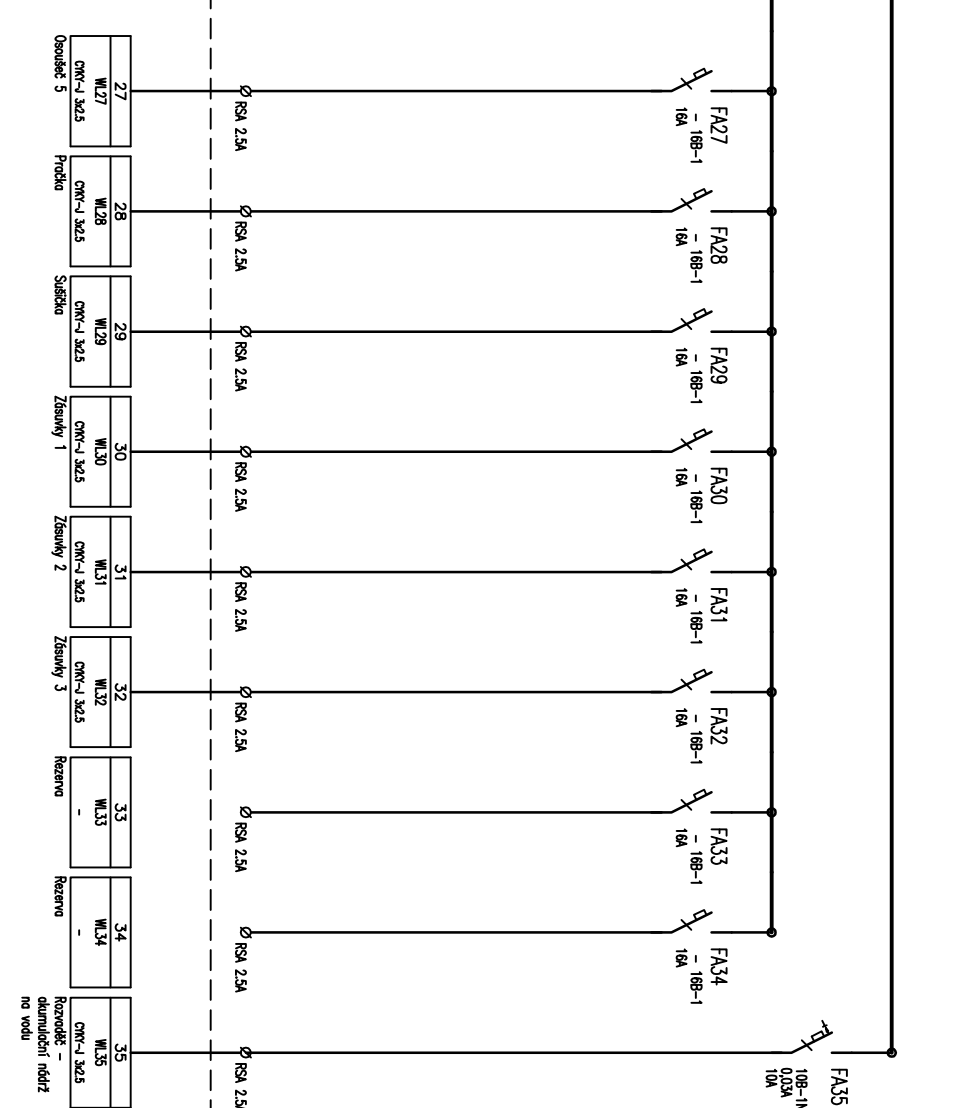 FA27
- 16B-1
16A
RSA 2.5A
27
WL27
CYKY-J 3x2.5
Osoušeč 5
FA28
- 16B-1
16A
RSA 2.5A
28
WL28
CYKY-J 3x2.5
Pračka
FA29
- 16B-1
16A
RSA 2.5A
29
WL29
CYKY-J 3x2.5
Sušička
FA30
- 16B-1
16A
RSA 2.5A
30
WL30
CYKY-J 3x2.5
Zásuvky 1
FA31
- 16B-1
16A
RSA 2.5A
31
WL31
CYKY-J 3x2.5
Zásuvky 2
FA32
- 16B-1
16A
RSA 2.5A
32
WL32
CYKY-J 3x2.5
Zásuvky 3
FA33
- 16B-1
16A
RSA 2.5A
33
WL33
-
Rezerva
FA34
- 16B-1
16A
RSA 2.5A
34
WL34
-
Rezerva
FA35
10B-1N
0,03A
10A
RSA 2.5A
35
WL35
CYKY-J 3x2.5
Rozvaděč -
akumulační nádrž
na vodu